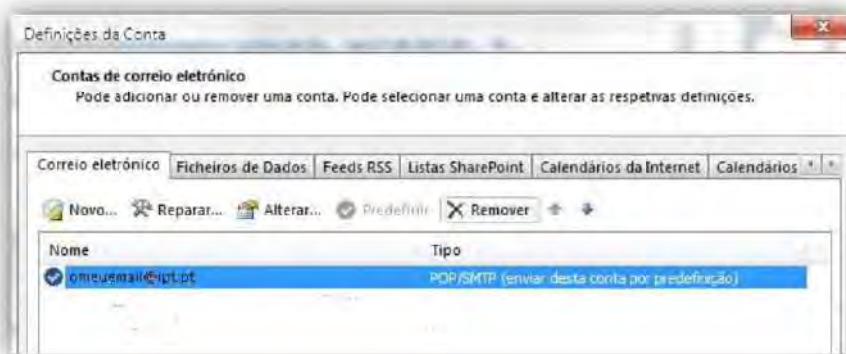 Definições da Conta
Contas de correio eletrónico
Pode adicionar ou remover uma conta. Pode selecionar uma conta e alterar as respetivas definições.
Correio eletrónico Ficheiros de Dados Feeds RSS Listas SharePoint Calendários da Internet Calendários
Novo... Reparar... Alterar... Predefinir Remover
Nome Tipo
omeuemail@ipt.pt POP/SMTP (enviar desta conta por predefinição)